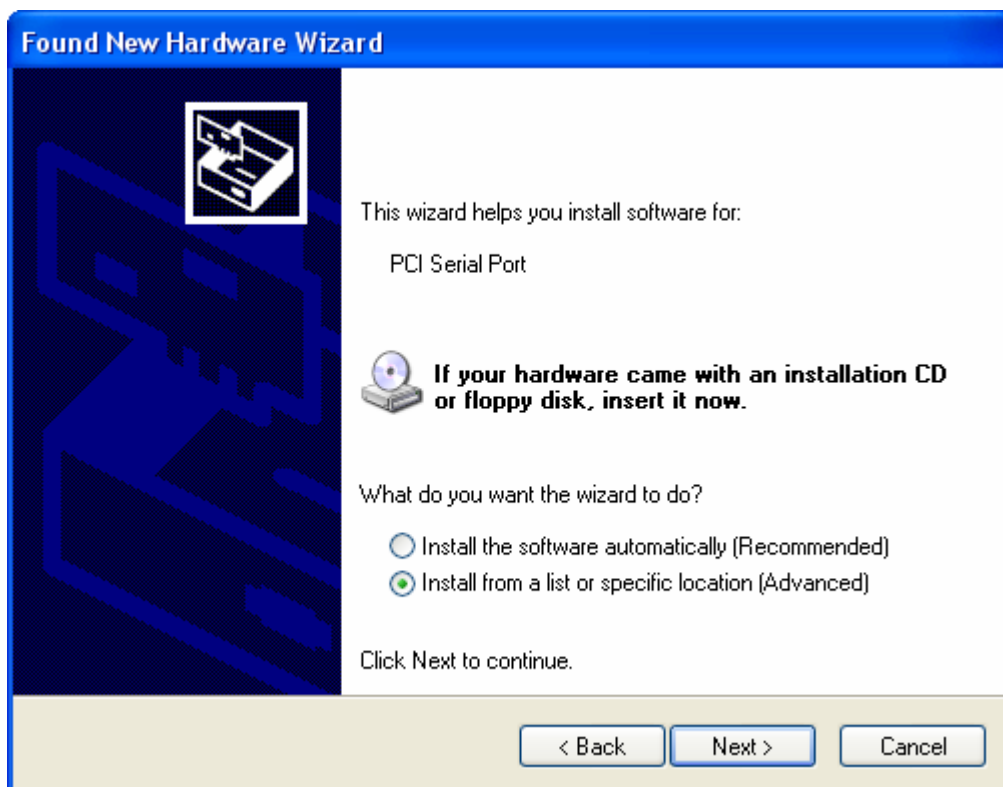 Found New Hardware Wizard
This wizard helps you install software for:
PCI Serial Port
If your hardware came with an installation CD
or floppy disk, insert it now.
What do you want the wizard to do?
Install the software automatically (Recommended)
Install from a list or specific location (Advanced)
Click Next to continue.
< Back Next > Cancel